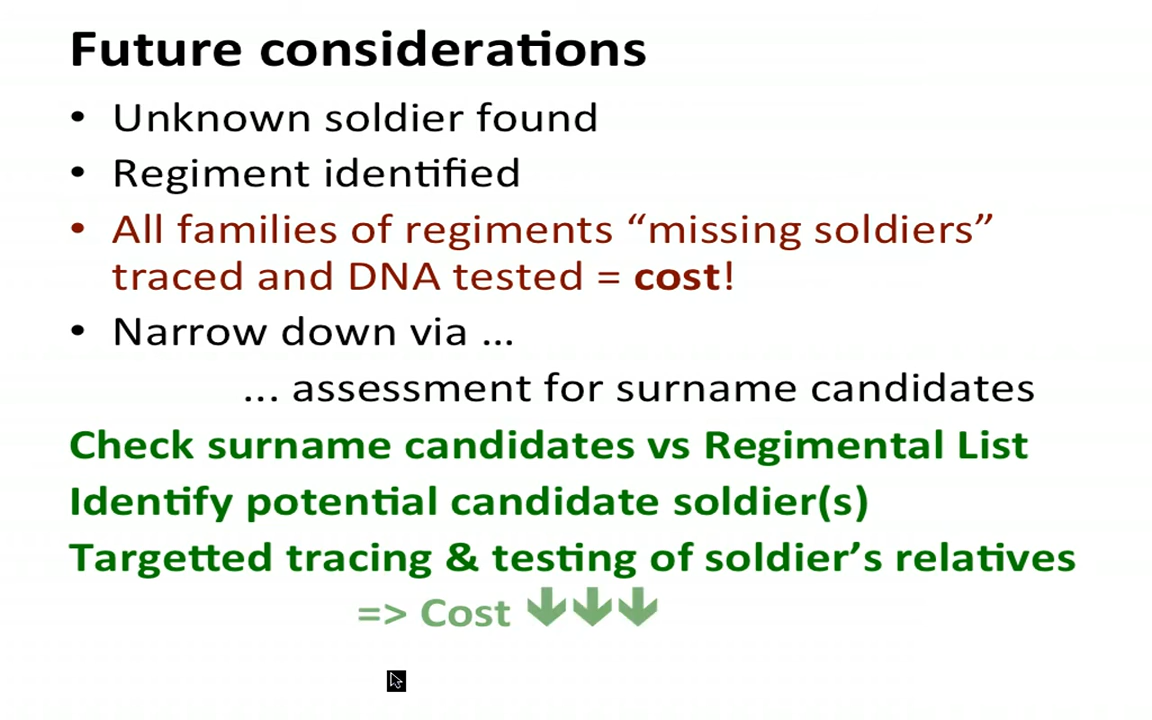 Future considerations
• Unknown soldier found
• Regiment identified
• All families of regiments “missing soldiers”
traced and DNA tested = cost!
• Narrow down via ...
... assessment for surname candidates
Check surname candidates vs Regimental List
Identify potential candidate soldier(s)
Targetted tracing & testing of soldier’s relatives
=> Cost ↓↓↓